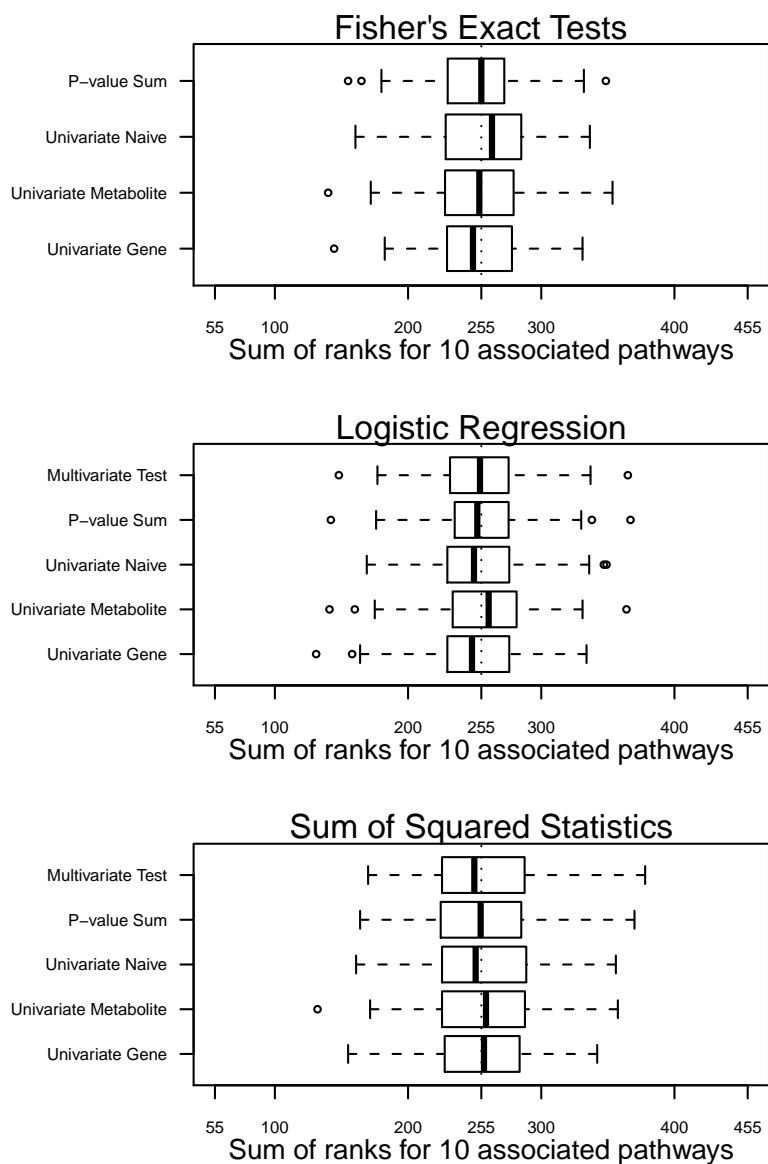 Fisher's Exact Tests
P−value Sum
Univariate Naive
Univariate Metabolite
Univariate Gene
55 100 200 255 300 400 455
Sum of ranks for 10 associated pathways
Logistic Regression
Multivariate Test
P−value Sum
Univariate Naive
Univariate Metabolite
Univariate Gene
55 100 200 255 300 400 455
Sum of ranks for 10 associated pathways
Sum of Squared Statistics
Multivariate Test
P−value Sum
Univariate Naive
Univariate Metabolite
Univariate Gene
55 100 200 255 300 400 455
Sum of ranks for 10 associated pathways